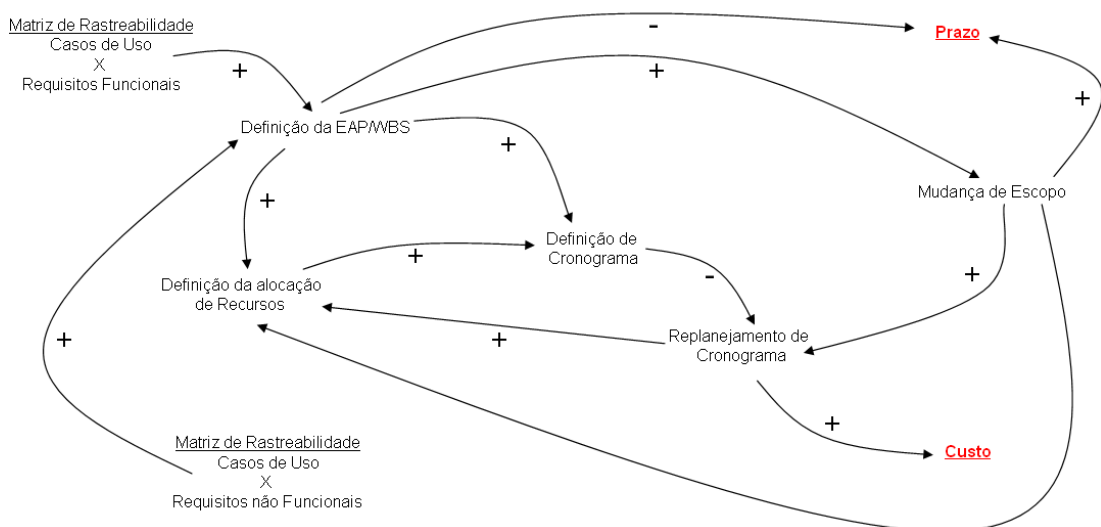 Matriz de Rastreabilidade
Casos de Uso
X
Requisitos Funcionais
+
-
Prazo
+
+
Definição da EAP/WBS
+
Mudança de Escopo
+
Definição de
Cronograma
+
-
+
Definição da alocação
de Recursos
+
+
Replanejamento de
Cronograma
+
Matriz de Rastreabilidade
Casos de Uso
X
Requisitos não Funcionais
Custo